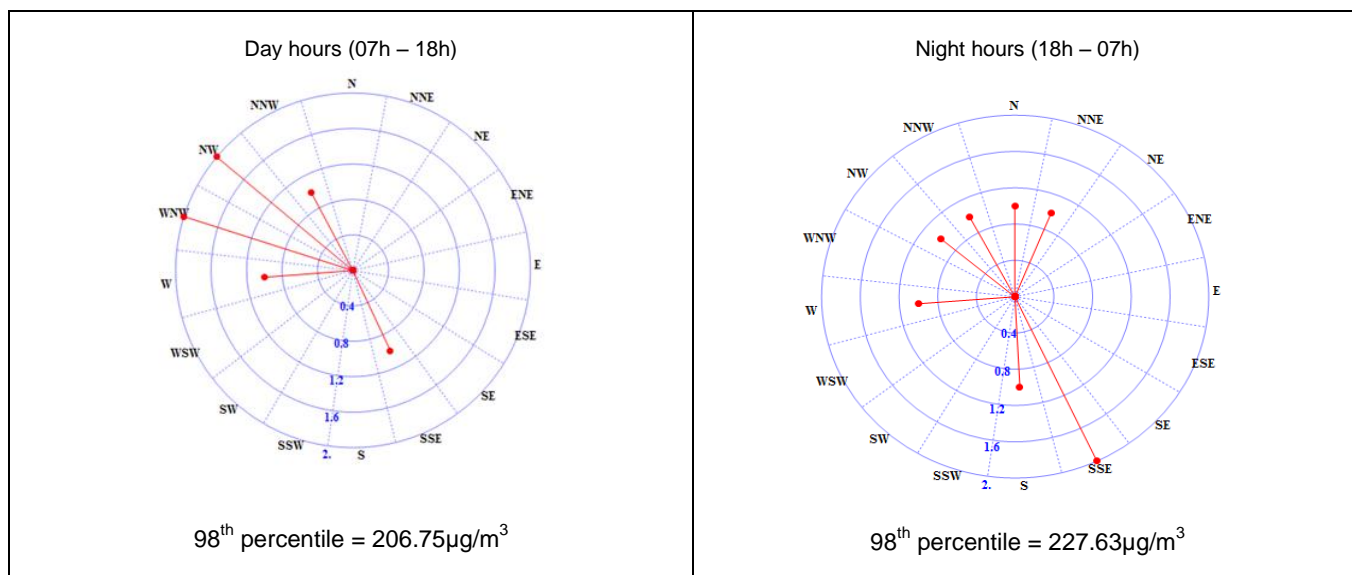 Day hours (07h – 18h)
N
NNW
NNE
NW
NE
WNW
ENE
W
E
WSW
ESE
SW
SE
SSW
SSE
S
0.4
0.8
1.2
1.6
2.
98th percentile = 206.75µg/m3
Night hours (18h – 07h)
N
NNW
NNE
NW
NE
WNW
ENE
W
E
WSW
ESE
SW
SE
SSW
SSE
S
0.4
0.8
1.2
1.6
2.
98th percentile = 227.63µg/m3